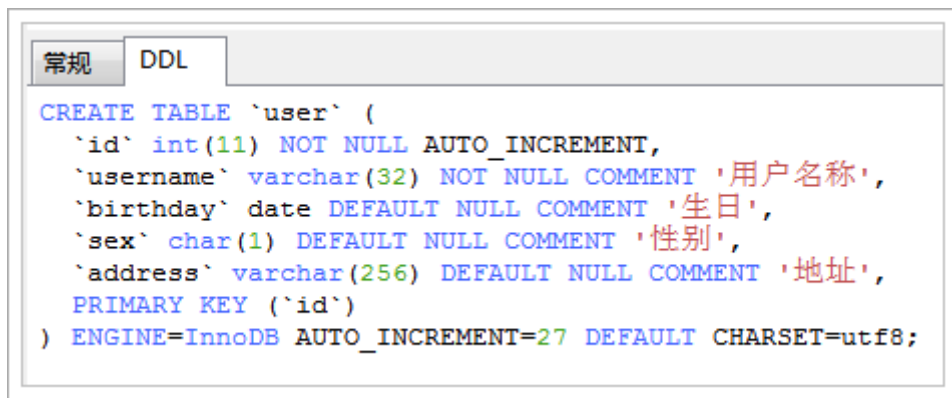 常规 DDL
CREATE TABLE `user` (
  `id` int(11) NOT NULL AUTO_INCREMENT,
  `username` varchar(32) NOT NULL COMMENT '用户名称',
  `birthday` date DEFAULT NULL COMMENT '生日',
  `sex` char(1) DEFAULT NULL COMMENT '性别',
  `address` varchar(256) DEFAULT NULL COMMENT '地址',
  PRIMARY KEY (`id`)
) ENGINE=InnoDB AUTO_INCREMENT=27 DEFAULT CHARSET=utf8;